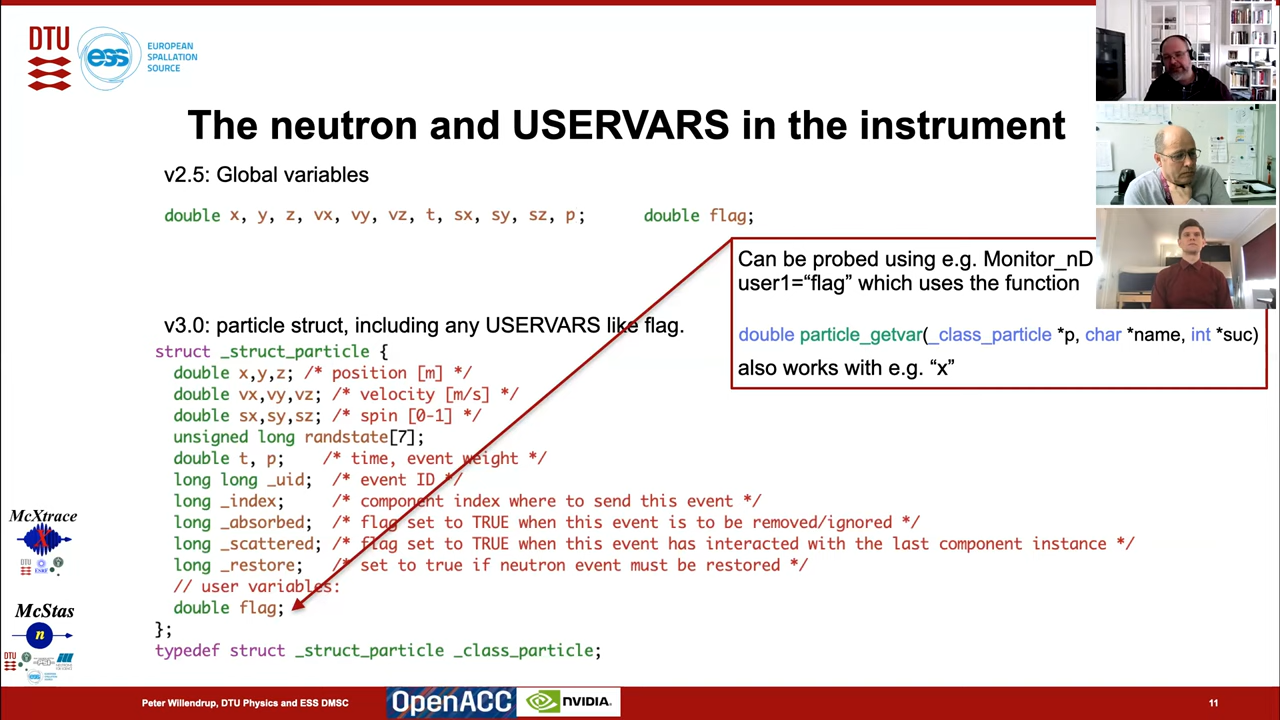 DTU
ess
EUROPEAN
SPALLATION
SOURCE
The neutron and USERVARS in the instrument
v2.5: Global variables
double x, y, z, vx, vy, vz, t, sx, sy, sz, p; double flag;
Can be probed using e.g. Monitor_nD
user1=“flag” which uses the function
double particle_getvar(_class_particle *p, char *name, int *suc)
also works with e.g. “x”
v3.0: particle struct, including any USERVARS like flag.
struct _struct_particle {
double x,y,z; /* position [m] */
double vx,vy,vz; /* velocity [m/s] */
double sx,sy,sz; /* spin [0-1] */
unsigned long randstate[7];
double t, p; /* time, event weight */
long long _uid; /* event ID */
long _index; /* component index where to send this event */
long _absorbed; /* flag set to TRUE when this event is to be removed/ignored */
long _scattered; /* flag set to TRUE when this event has interacted with the last component instance */
long _restore; /* set to true if neutron event must be restored */
// user variables:
double flag;
};
typedef struct _struct_particle _class_particle;
McXtrace
X
DTU
McStas
n
DTU
Peter Willendrup, DTU Physics and ESS DMSC
OpenACC
NVIDIA.
11